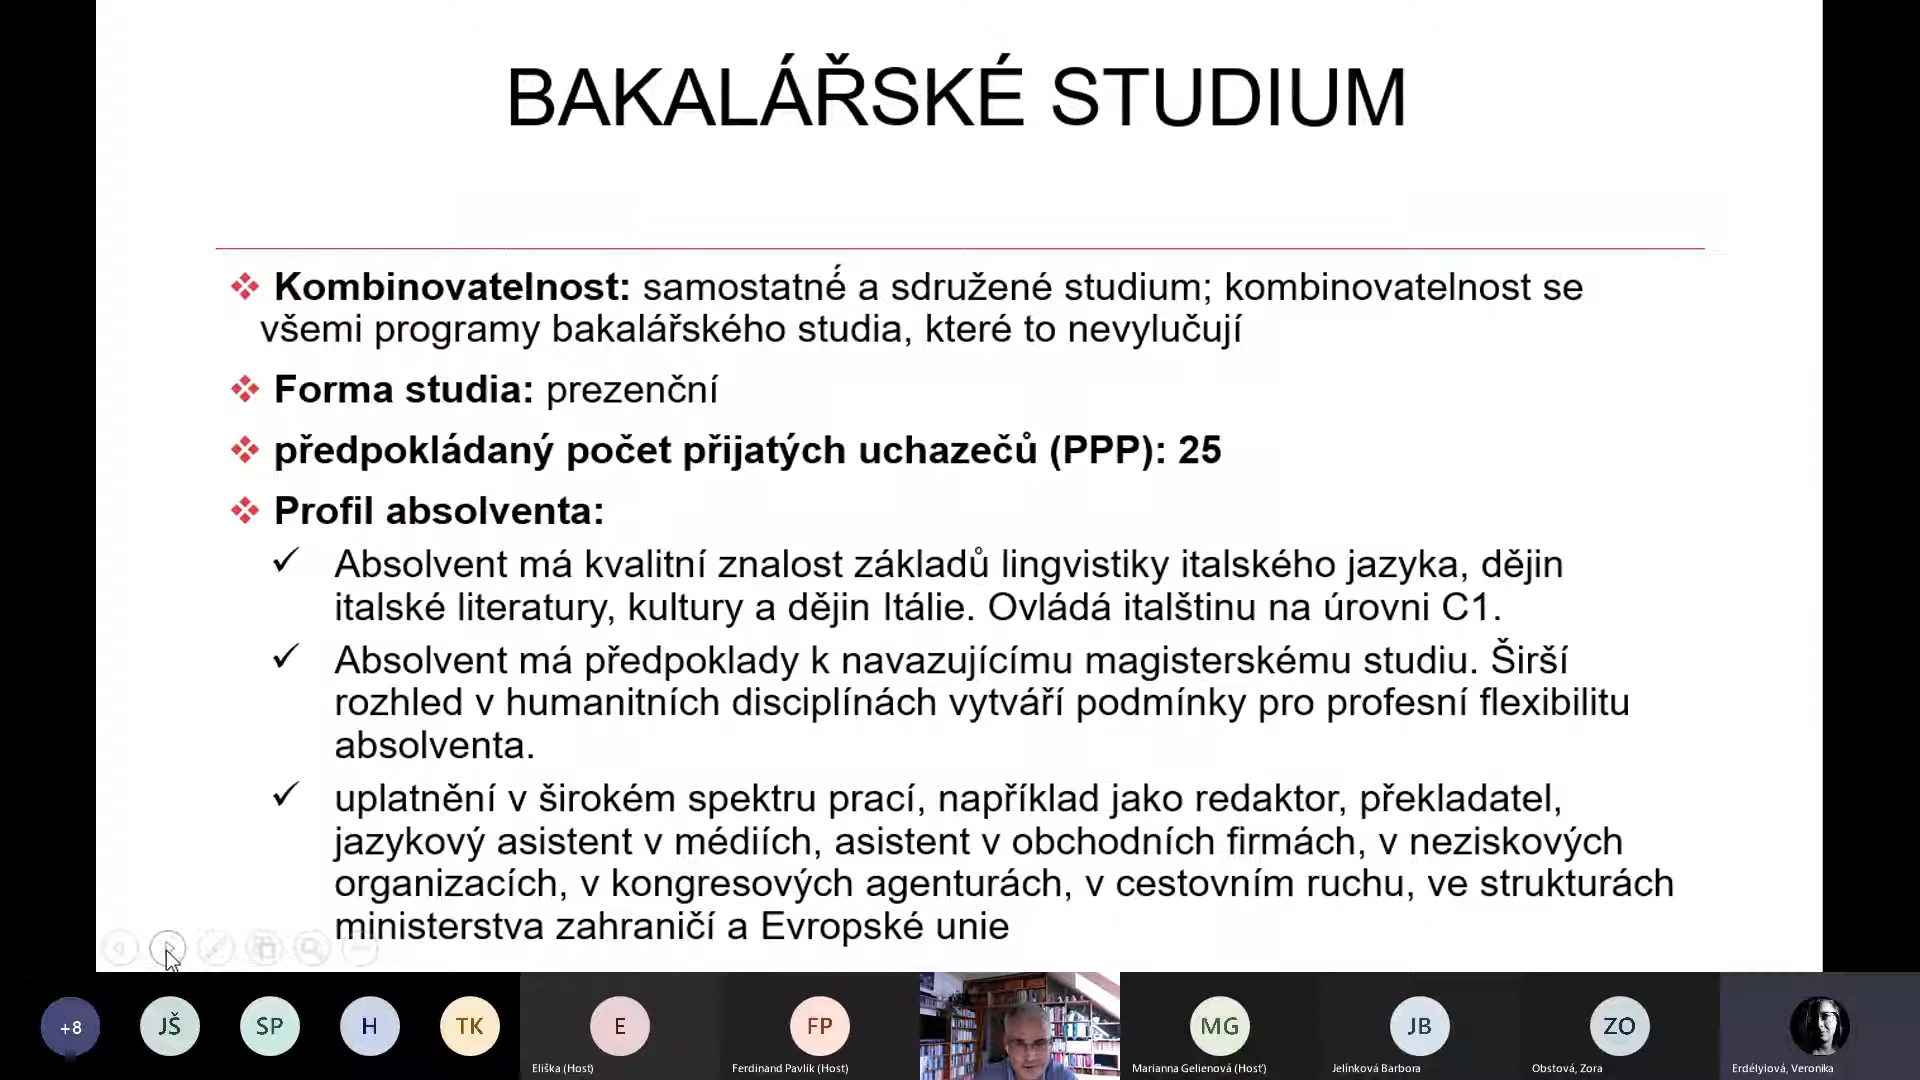 BAKALÁŘSKÉ STUDIUM
Kombinovatelnost: samostatné a sdružené studium; kombinovatelnost se
všemi programy bakalářského studia, které to nevylučují
Forma studia: prezenční
předpokládaný počet přijatých uchazečů (PPP): 25
Profil absolventa:
Absolvent má kvalitní znalost základů lingvistiky italského jazyka, dějin
italské literatury, kultury a dějin Itálie. Ovládá italštinu na úrovni C1.
Absolvent má předpoklady k navazujícímu magisterskému studiu. Širší
rozhled v humanitních disciplínách vytváří podmínky pro profesní flexibilitu
absolventa.
uplatnění v širokém spektru prací, například jako redaktor, překladatel,
jazykový asistent v médiích, asistent v obchodních firmách, v neziskových
organizacích, v kongresových agenturách, v cestovním ruchu, ve strukturách
ministerstva zahraničí a Evropské unie
+8
JŠ
SP
H
TK
E
Eliška (Host)
FP
Ferdinand Pavlík (Host)
MG
Marianna Gelienová (Hosť)
JB
Jelínková Barbora
ZO
Obstová, Zora
Erdélyiová, Veronika